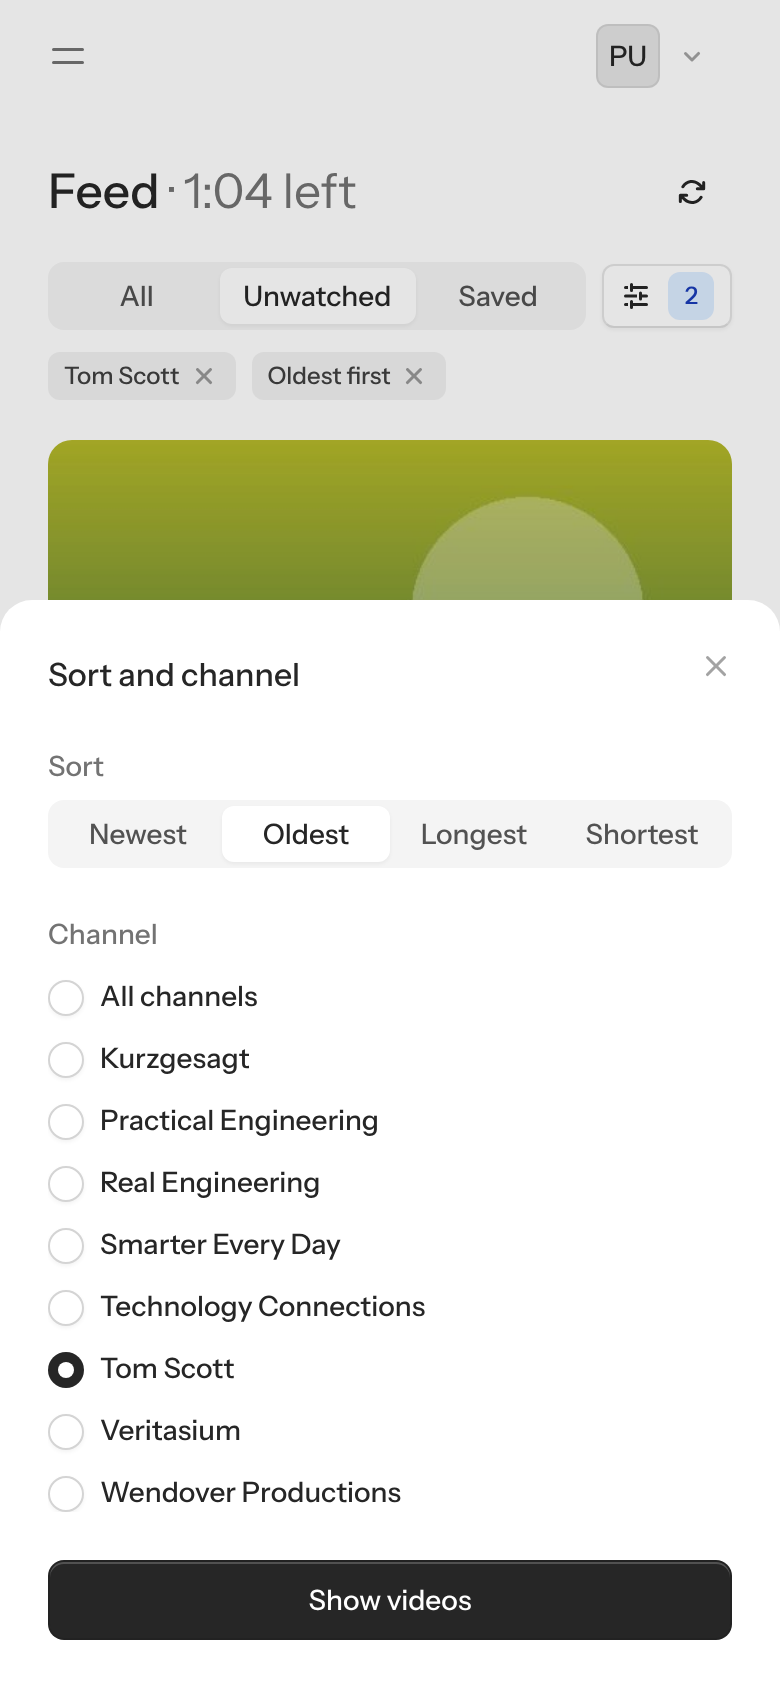 PU
Feed · 1:04 left
All Unwatched Saved 2
Tom Scott Oldest first
Sort and channel
Sort
Newest Oldest Longest Shortest
Channel
All channels
Kurzgesagt
Practical Engineering
Real Engineering
Smarter Every Day
Technology Connections
Tom Scott
Veritasium
Wendover Productions
Show videos